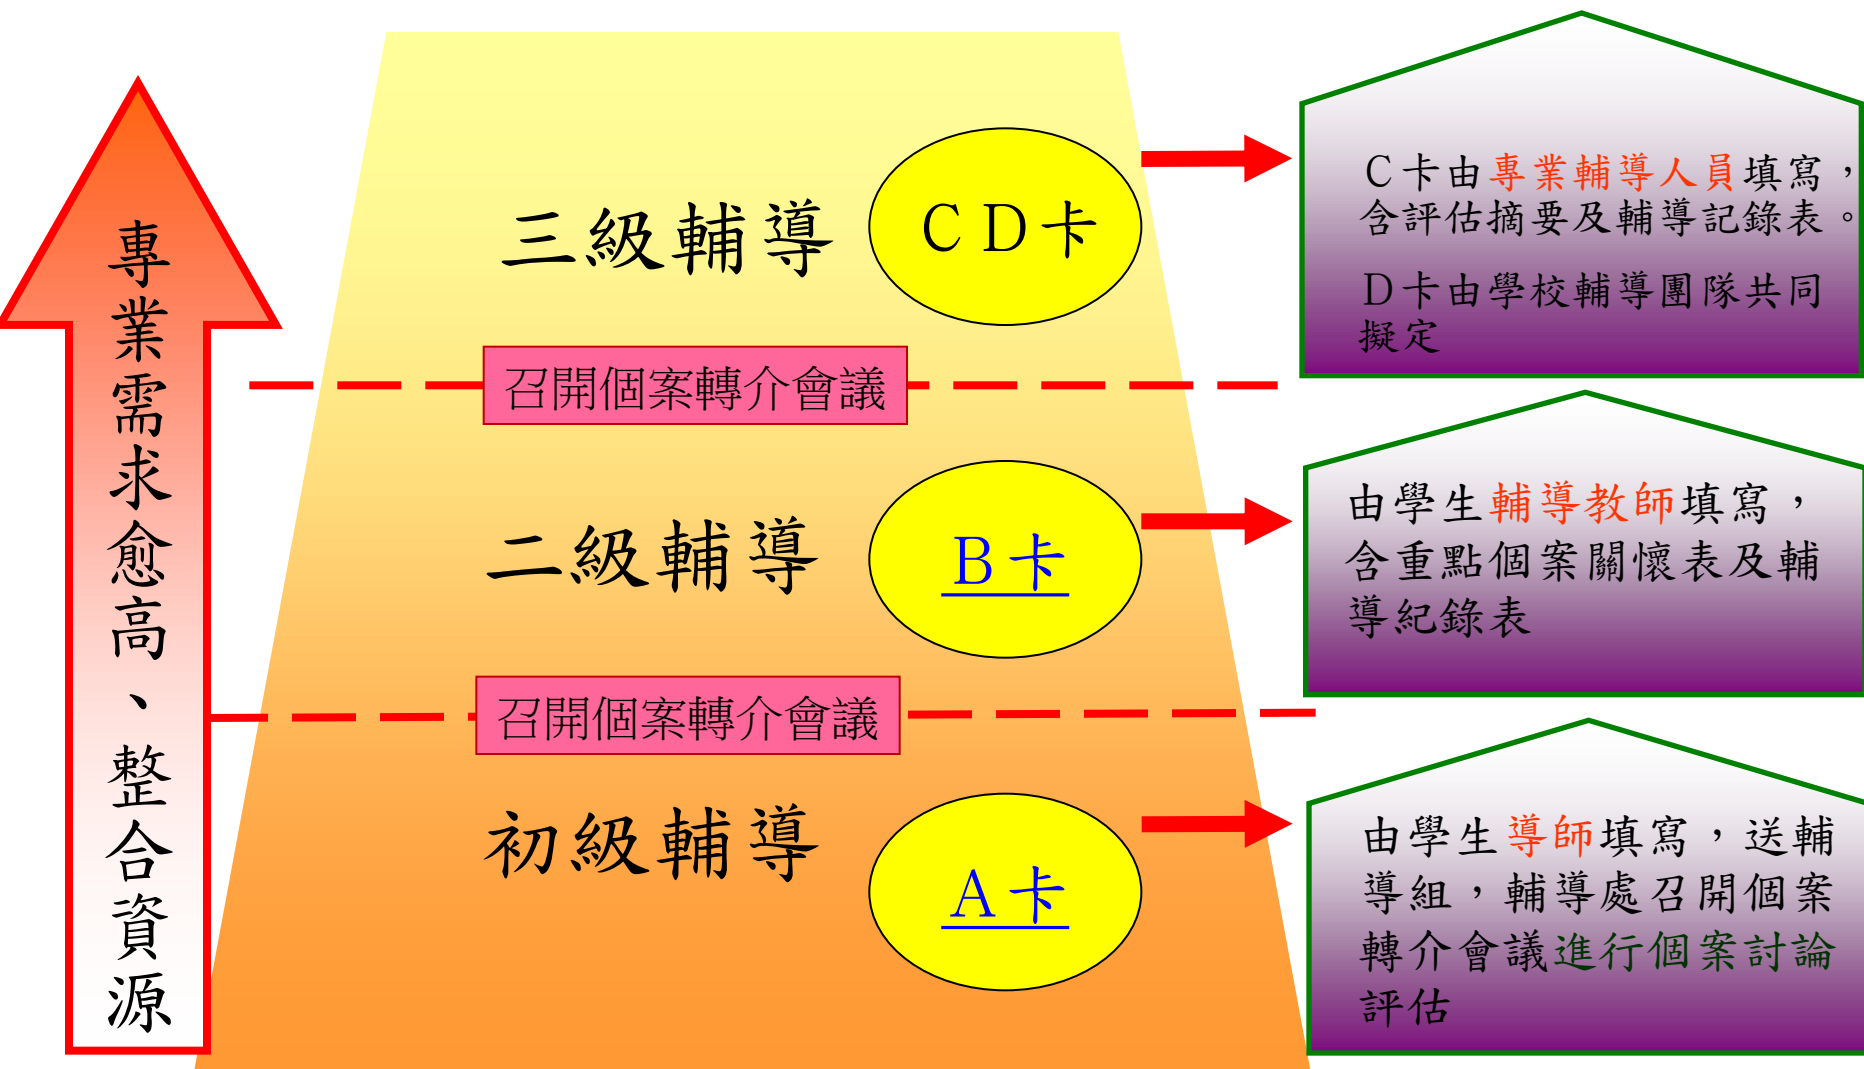 專業需求愈高、整合資源
三級輔導
ＣＤ卡
Ｃ卡由專業輔導人員填寫，
含評估摘要及輔導記錄表。
Ｄ卡由學校輔導團隊共同
擬定
召開個案轉介會議
二級輔導
Ｂ卡
由學生輔導教師填寫，
含重點個案關懷表及輔
導紀錄表
召開個案轉介會議
初級輔導
Ａ卡
由學生導師填寫，送輔
導組，輔導處召開個案
轉介會議進行個案討論
評估